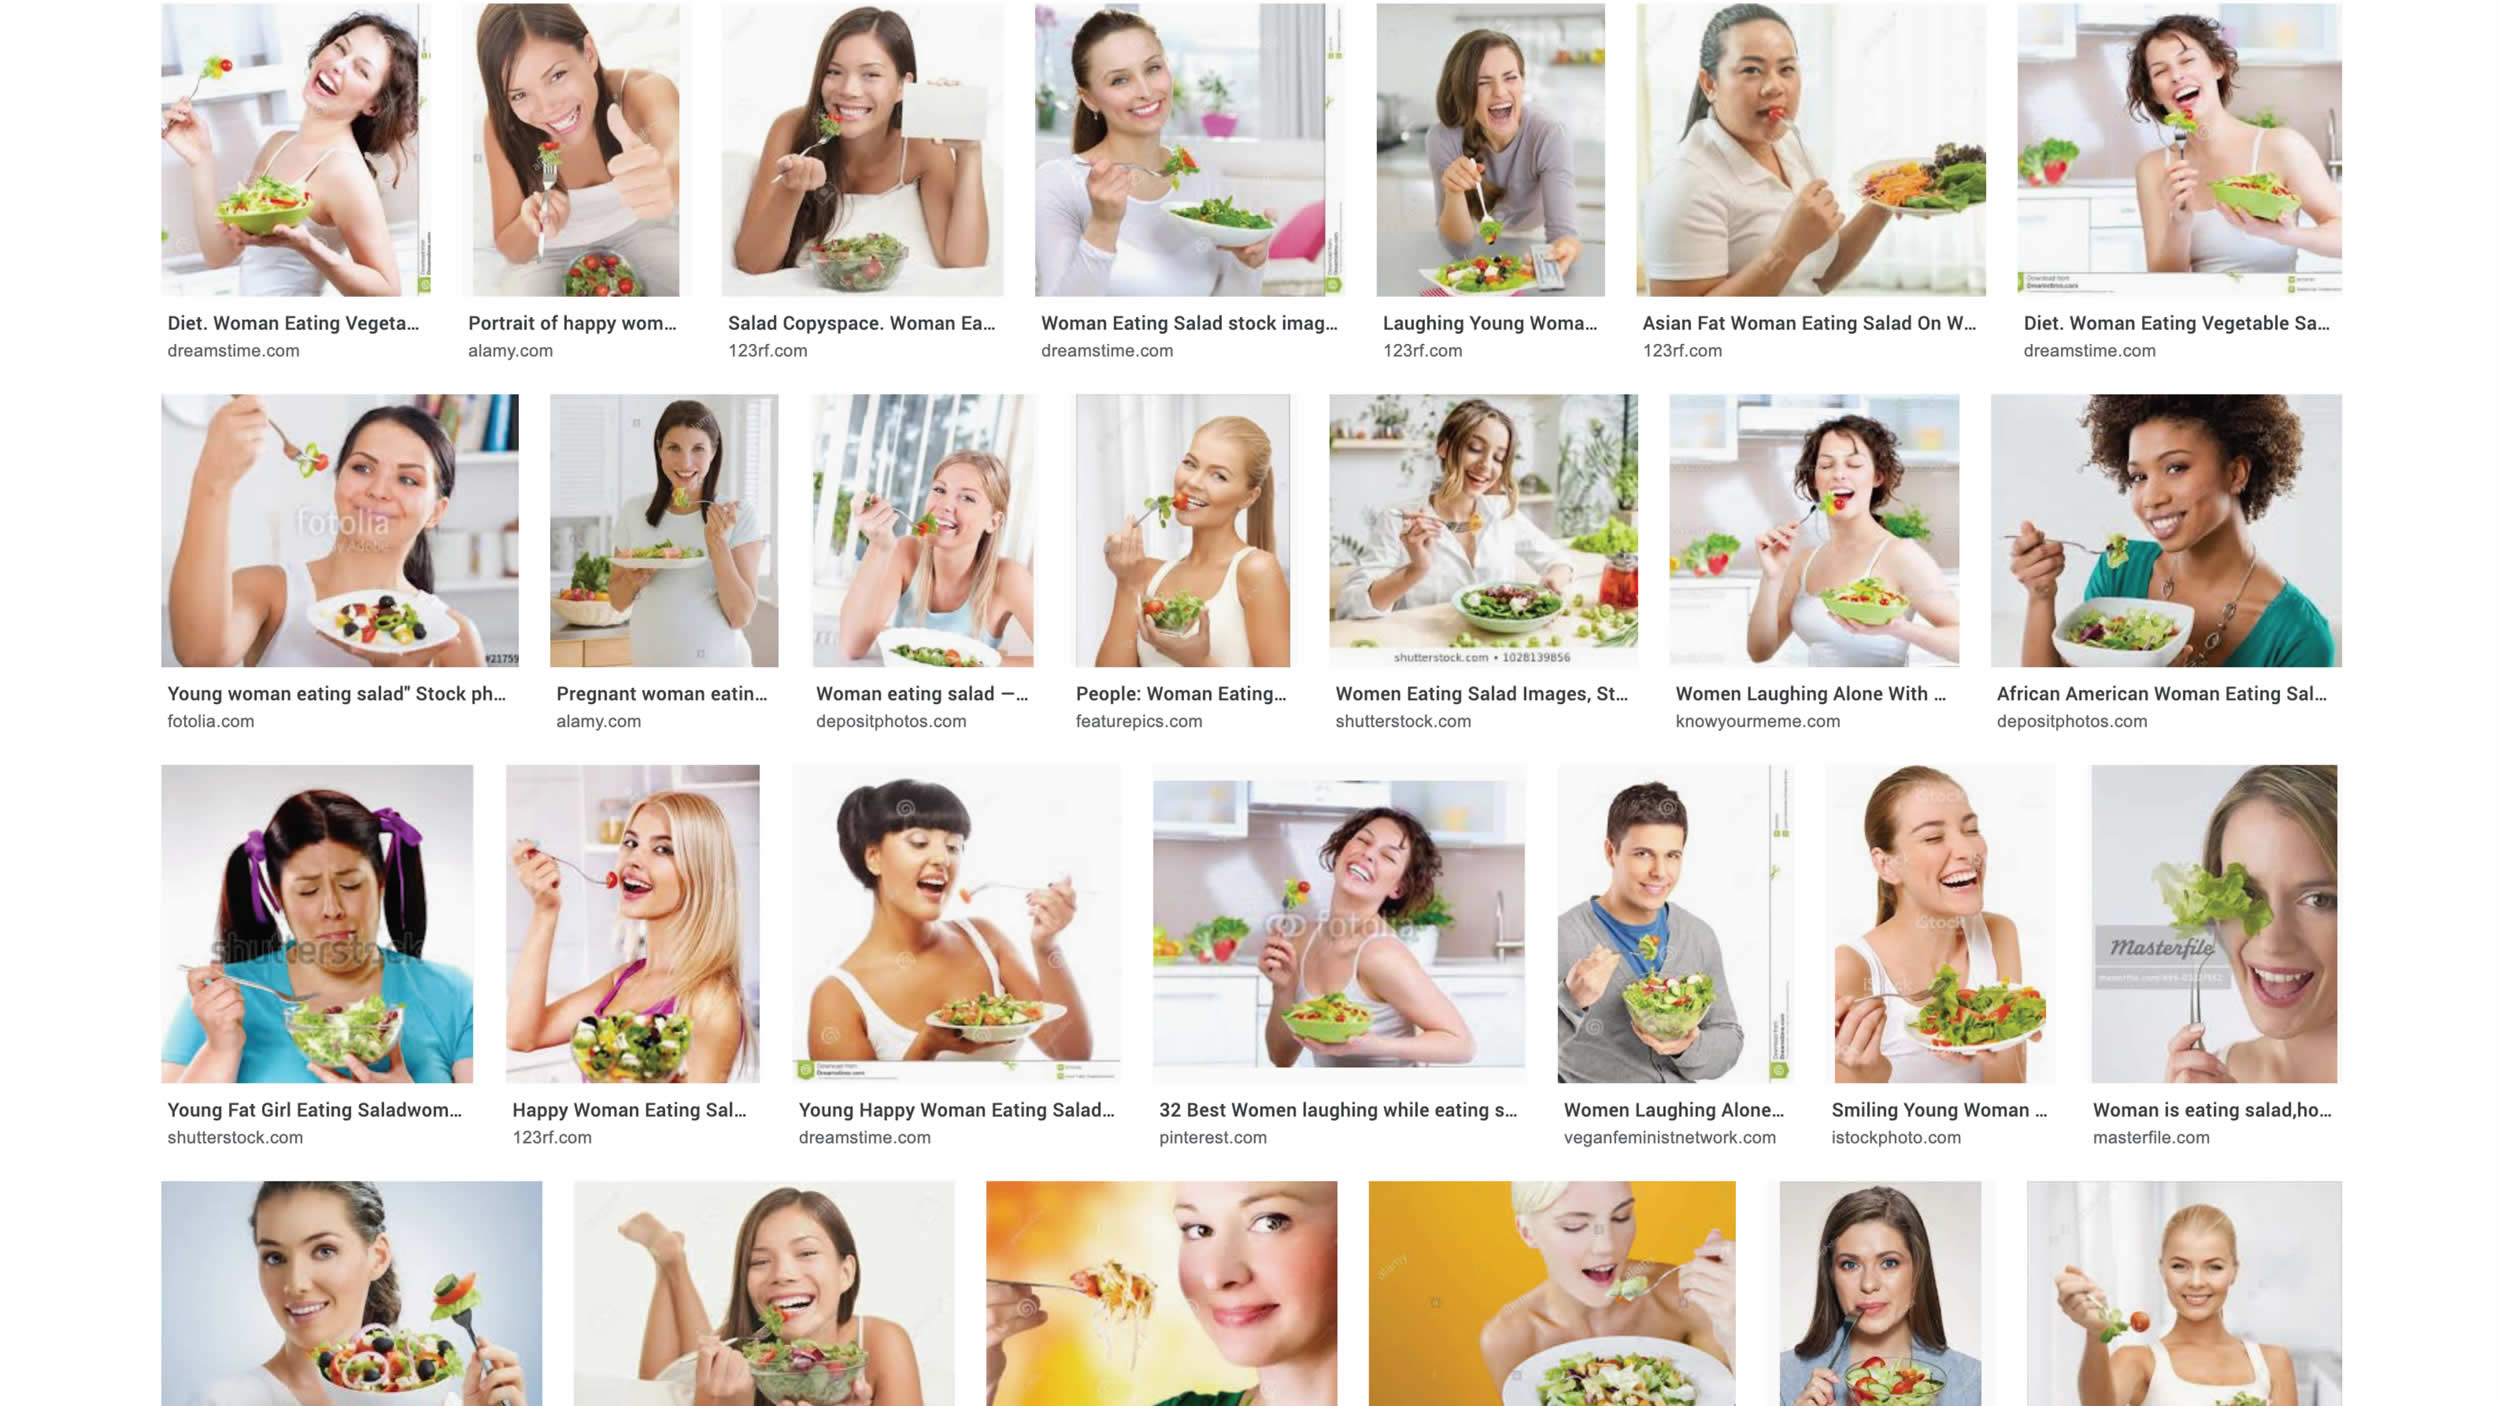 Diet. Woman Eating Vegeta...
dreamstime.com
Portrait of happy wom...
alamy.com
Salad Copyspace. Woman Ea...
123rf.com
Woman Eating Salad stock imag...
dreamstime.com
Laughing Young Woma...
123rf.com
Asian Fat Woman Eating Salad On W...
123rf.com
Diet. Woman Eating Vegetable Sa...
dreamstime.com
fotolia
by Adobe
#21759
shutterstock.com • 1028139856
Young woman eating salad" Stock ph...
fotolia.com
Pregnant woman eatin...
alamy.com
Woman eating salad —...
depositphotos.com
People: Woman Eating...
featurepics.com
Women Eating Salad Images, St...
shutterstock.com
Women Laughing Alone With ...
knowyourmeme.com
African American Woman Eating Sal...
depositphotos.com
shutterstock
fotolia
iStock
Masterfile
Young Fat Girl Eating Saladwom...
shutterstock.com
Happy Woman Eating Sal...
123rf.com
Young Happy Woman Eating Salad...
dreamstime.com
32 Best Women laughing while eating s...
pinterest.com
Women Laughing Alone...
veganfeministnetwork.com
Smiling Young Woman ...
istockphoto.com
Woman is eating salad,ho...
masterfile.com
alamy